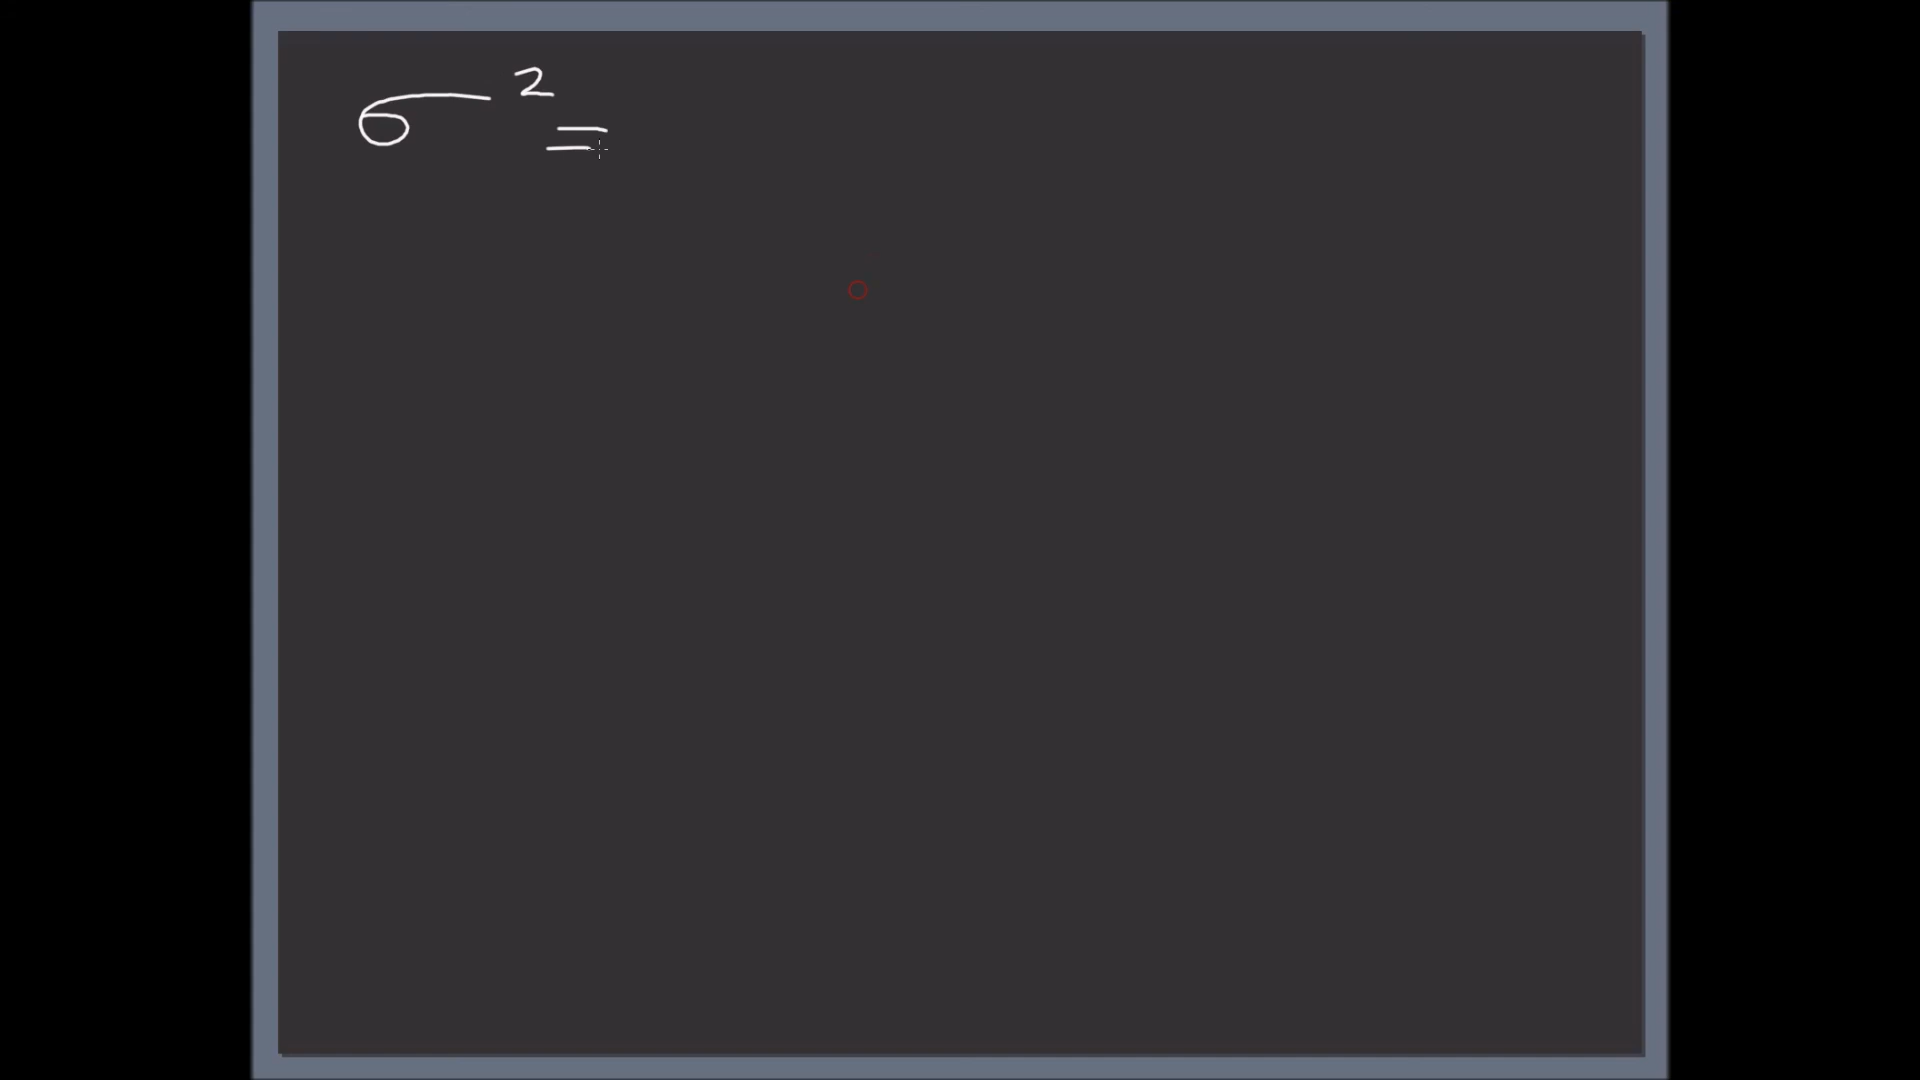 σ² =